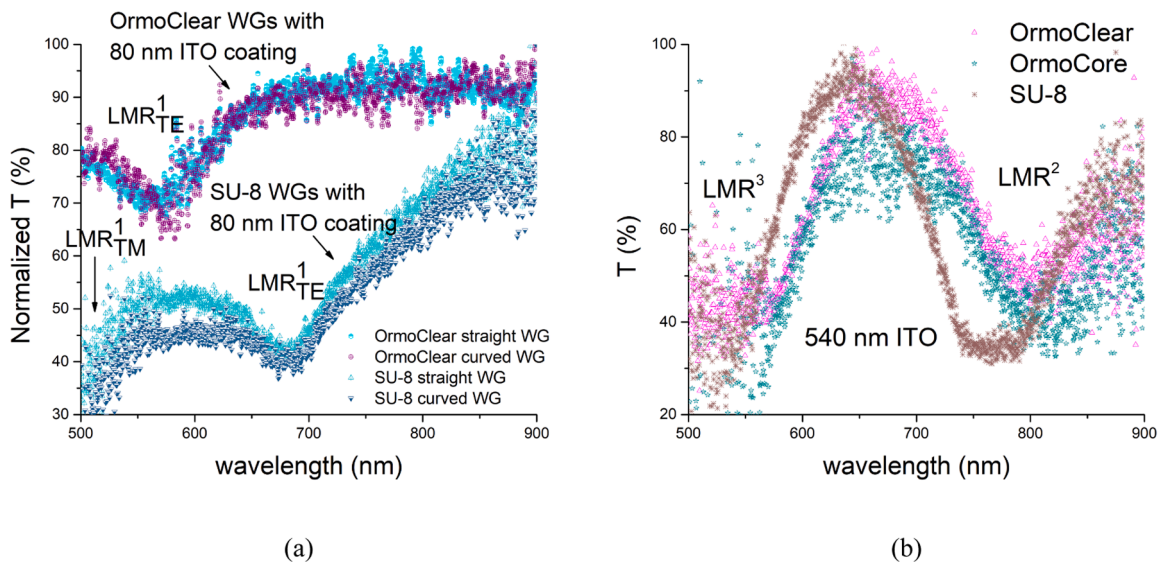 OrmoClear WGs with
80 nm ITO coating
LMR¹TE
SU-8 WGs with
80 nm ITO coating
LMR¹TM
LMR¹TE
OrmoClear straight WG
OrmoClear curved WG
SU-8 straight WG
SU-8 curved WG
Normalized T (%)
100
90
80
70
60
50
40
30
500 600 700 800 900
wavelength (nm)
(a)
OrmoClear
OrmoCore
SU-8
LMR³
LMR²
540 nm ITO
T (%)
100
80
60
40
20
500 600 700 800 900
wavelength (nm)
(b)